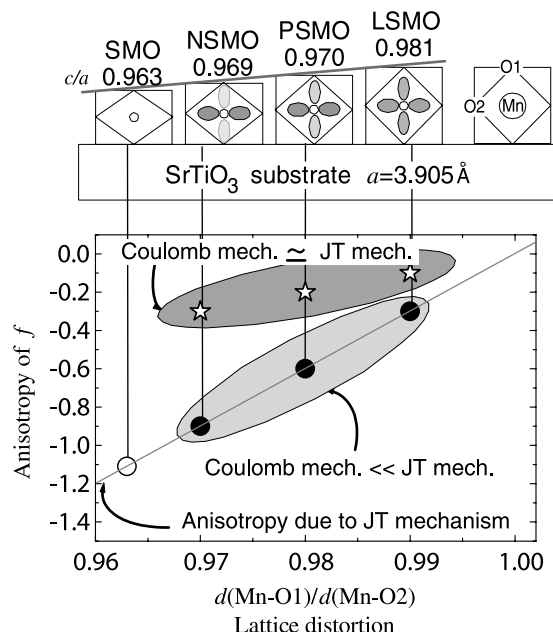 SMO NSMO PSMO LSMO
c/a 0.963 0.969 0.970 0.981
O1
O2 Mn
SrTiO3 substrate a=3.905Å
Coulomb mech. ≃ JT mech.
Coulomb mech. << JT mech.
Anisotropy due to JT mechanism
Anisotropy of f
0.0
-0.2
-0.4
-0.6
-0.8
-1.0
-1.2
-1.4
0.96 0.97 0.98 0.99 1.00
d(Mn-O1)/d(Mn-O2)
Lattice distortion